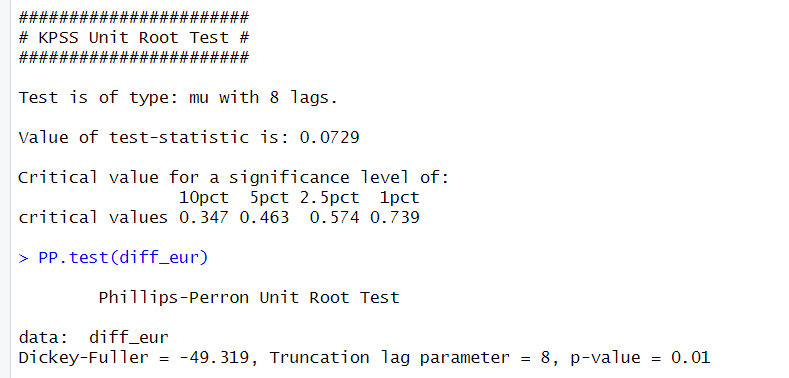 #######################
# KPSS Unit Root Test #
#######################
Test is of type: mu with 8 lags.
Value of test-statistic is: 0.0729
Critical value for a significance level of:
10pct 5pct 2.5pct 1pct
critical values 0.347 0.463 0.574 0.739
> PP.test(diff_eur)
Phillips-Perron Unit Root Test
data: diff_eur
Dickey-Fuller = -49.319, Truncation lag parameter = 8, p-value = 0.01